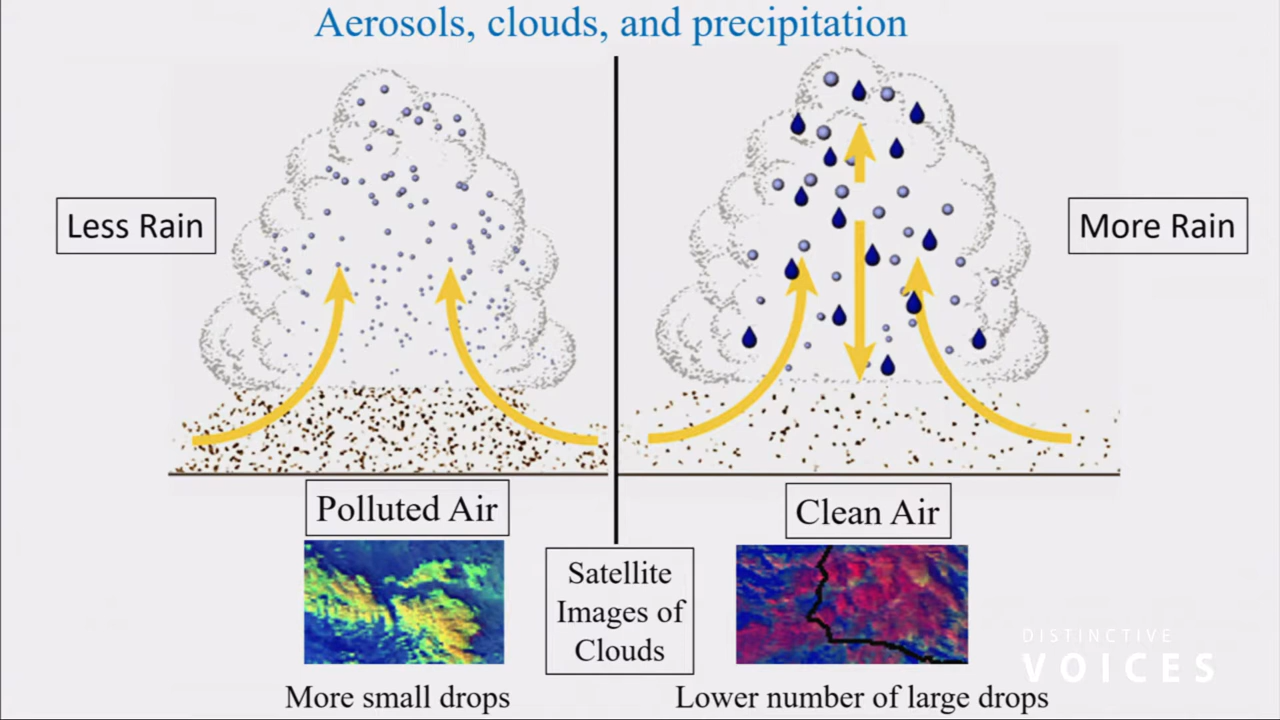 Aerosols, clouds, and precipitation
Less Rain
More Rain
Polluted Air
Clean Air
Satellite
Images of
Clouds
More small drops
Lower number of large drops
DISTINCTIVE
VOICES